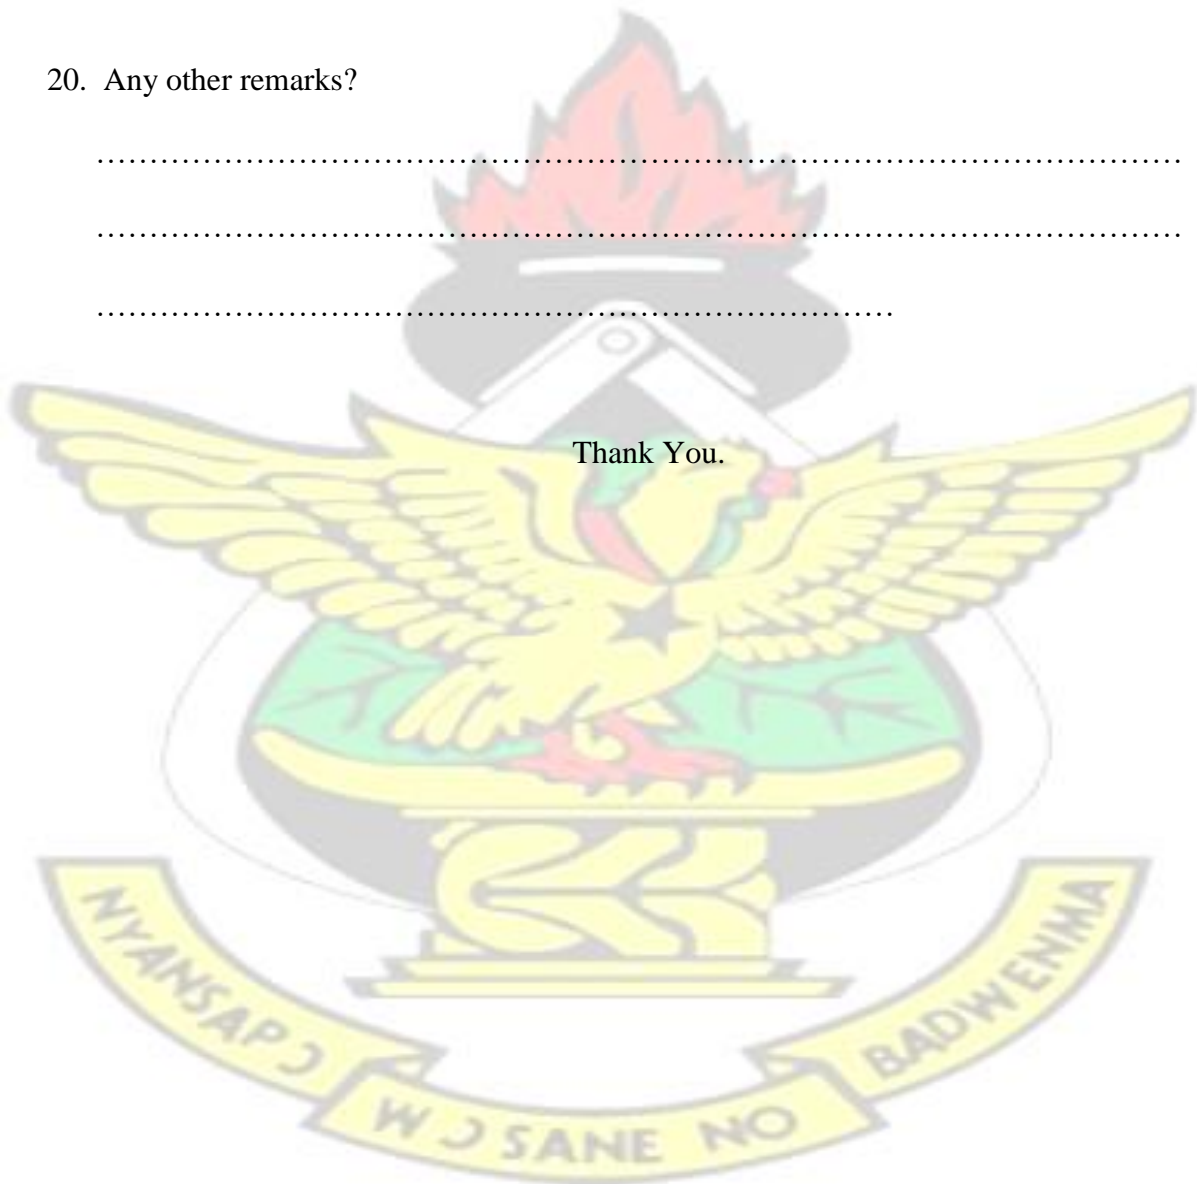 20. Any other remarks?
……………………………………………………………………………………………
……………………………………………………………………………………………
…………………………………………………………………
Thank You.
NYANSAPƆ
WƆSANE NO
BADWENMA